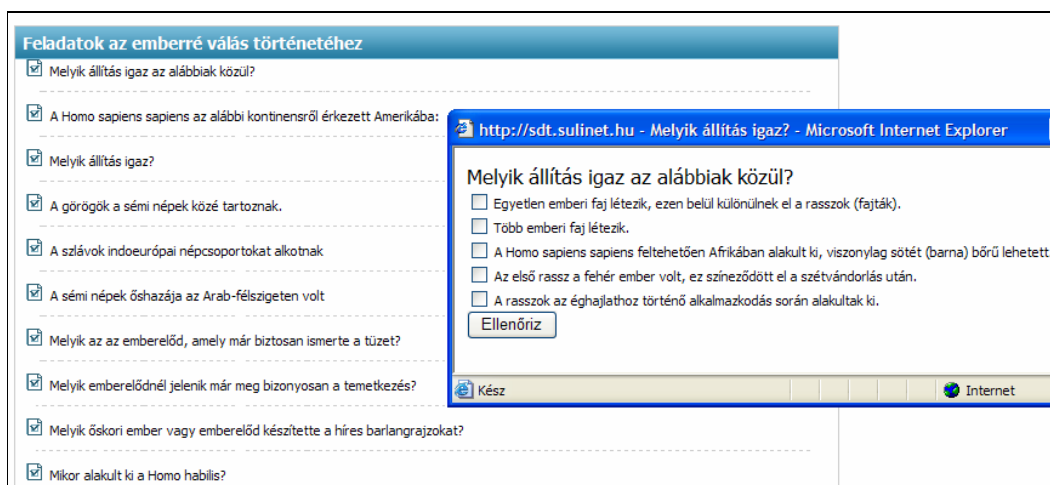 Feladatok az emberré válás történetéhez
Melyik állítás igaz az alábbiak közül?
A Homo sapiens sapiens az alábbi kontinensről érkezett Amerikába:
Melyik állítás igaz?
A görögök a sémi népek közé tartoznak.
A szlávok indoeurópai népcsoportokat alkotnak
A sémi népek őshazája az Arab-félszigeten volt
Melyik az az emberelőd, amely már biztosan ismerte a tüzet?
Melyik emberelődnél jelenik már meg bizonyosan a temetkezés?
Melyik őskori ember vagy emberelőd készítette a híres barlangrajzokat?
Mikor alakult ki a Homo habilis?
http://sdt.sulinet.hu - Melyik állítás igaz? - Microsoft Internet Explorer
Melyik állítás igaz az alábbiak közül?
Egyetlen emberi faj létezik, ezen belül különülnek el a rasszok (fajták).
Több emberi faj létezik.
A Homo sapiens sapiens feltehetően Afrikában alakult ki, viszonylag sötét (barna) bőrű lehetett
Az első rassz a fehér ember volt, ez színeződött el a szétvándorlás után.
A rasszok az éghajlathoz történő alkalmazkodás során alakultak ki.
Ellenőriz
Kész
Internet